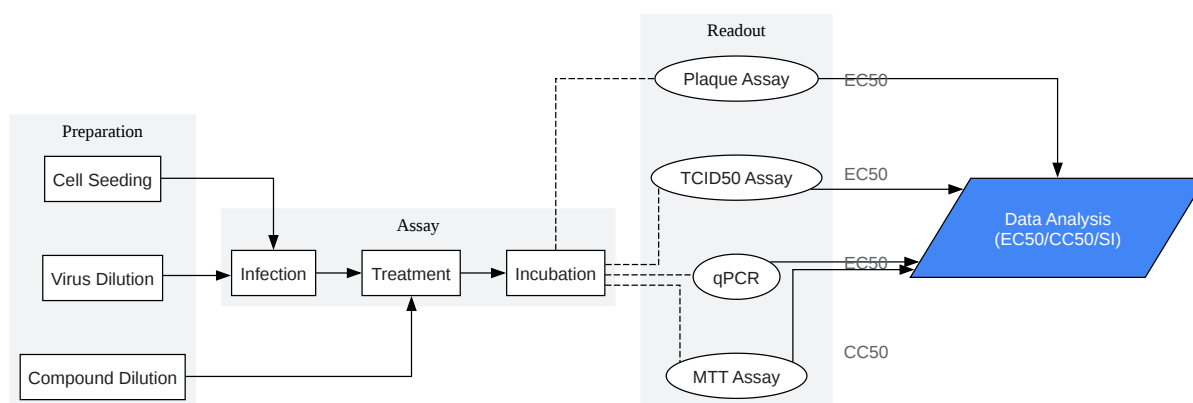 Readout
Plaque Assay
EC50
Preparation
Cell Seeding
TCID50 Assay
EC50
Data Analysis
(EC50/CC50/SI)
Assay
Virus Dilution
Infection
Treatment
Incubation
qPCR
EC50
Compound Dilution
MTT Assay
CC50